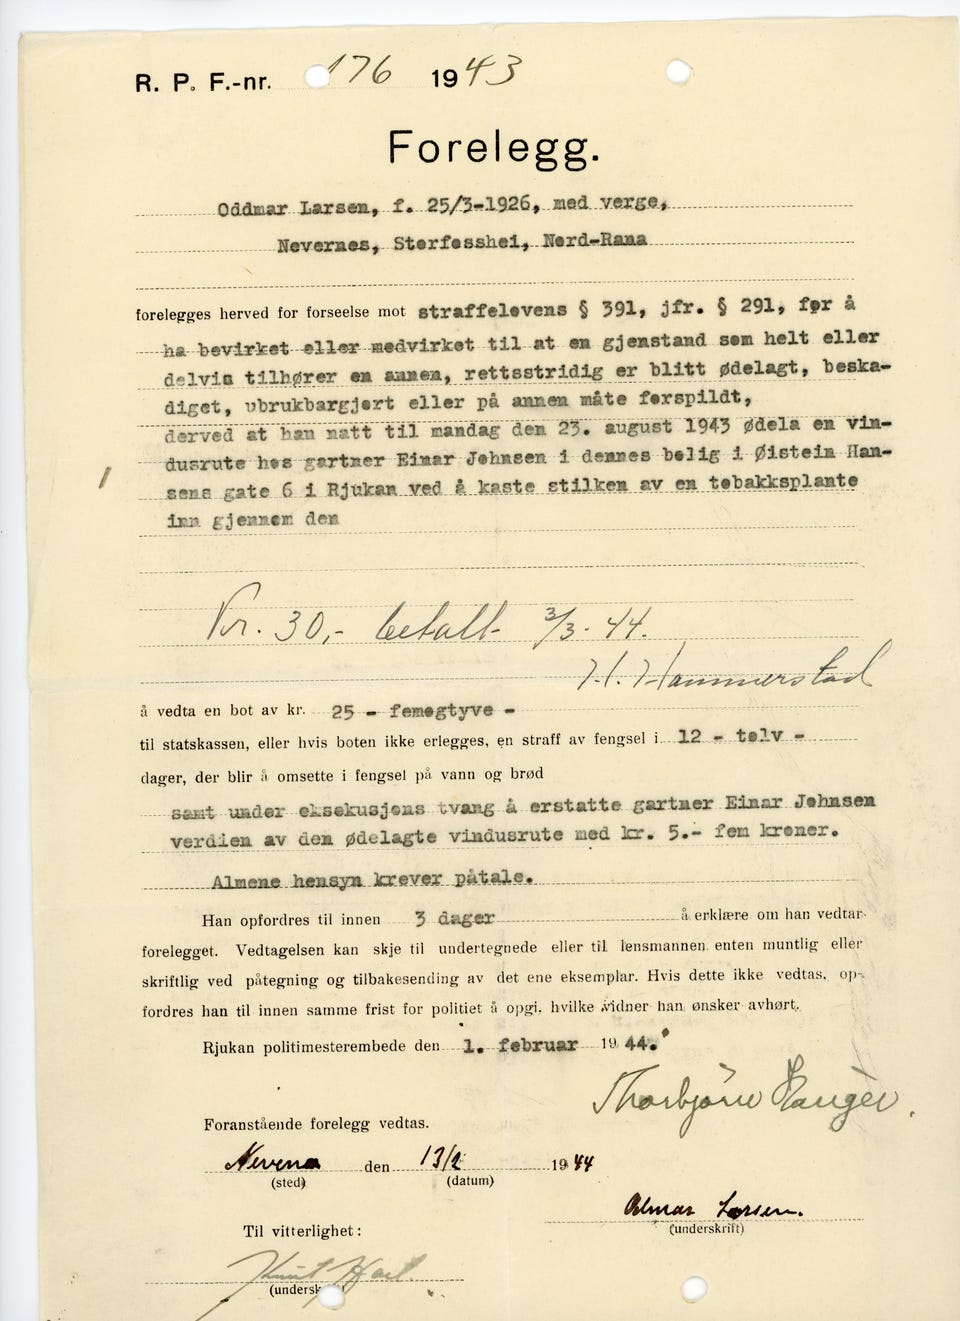 R. P. F.-nr. 176 1943
Forelegg.
Oddmar Larsen, f. 25/3-1926, med verge,
Nevernes, Storfosshei, Nord-Rana
forelegges herved for forseelse mot straffelovens § 391, jfr. § 291, før å
ha bevirket eller medvirket til at en gjenstand som helt eller
delvis tilhører en annen, rettsstridig er blitt ødelagt, beska-
diget, ubrukbargjort eller på annen måte forspildt,
derved at han natt til mandag den 23. august 1943 ødela en vin-
dusrute hos gartner Einar Johnsen i dennes bolig i Øistein Han-
sens gate 6 i Rjukan ved å kaste stilken av en tobakksplante
inn gjennom den
Kr. 30,- betalt 3/3-44.
H. Hammerstad
å vedta en bot av kr. 25 - femogtyve -
til statskassen, eller hvis boten ikke erlegges, en straff av fengsel i 12 - tolv -
dager, der blir å omsette i fengsel på vann og brød
samt under eksekusjons tvang å erstatte gartner Einar Johnsen
verdien av den ødelagte vindusrute med kr. 5.- fem kroner.
Almene hensyn krever påtale.
Han opfordres til innen 3 dager å erklære om han vedtar
forelegget. Vedtagelsen kan skje til undertegnede eller til lensmannen enten muntlig eller
skriftlig ved påtegning og tilbakesending av det ene eksemplar. Hvis dette ikke vedtas, op-
fordres han til innen samme frist for politiet å opgi, hvilke vidner han ønsker avhørt.
Rjukan politimesterembede den 1. februar 1944.
Thorbjörn
Foranstående forelegg vedtas.
den 13/2 1944
(sted) (datum)
Larsen.
(underskrift)
Til vitterlighet:
Knut